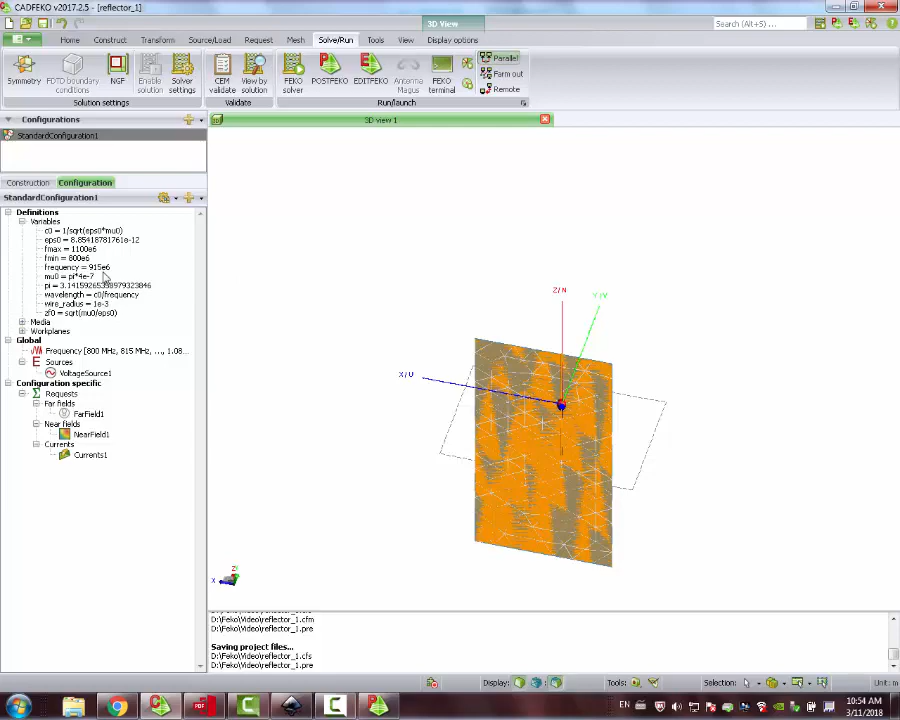 CADFEKO v2017.2.5 - [reflector_1]
3D View
Home Construct Transform Source/Load Request Mesh Solve/Run Tools View Display options
Search (Alt+S) . . .
Symmetry
FDTD boundary conditions
NGF
Enable solution
Solver settings
CEM validate
View by solution
FEKO solver
POSTFEKO
EDITFEKO
Antenna Magus
FEKO terminal
Parallel
Farm out
Remote
Solution settings
Validate
Run/launch
Configurations
3D view 1
StandardConfiguration1
Construction Configuration
StandardConfiguration1
Definitions
Variables
c0 = 1/sqrt(eps0*mu0)
eps0 = 8.85418781761e-12
fmax = 1100e6
fmin = 800e6
frequency = 915e6
mu0 = pi*4e-7
pi = 3.14159265358979323846
wavelength = c0/frequency
wire_radius = 1e-3
zf0 = sqrt(mu0/eps0)
Media
Workplanes
Global
Frequency [800 MHz, 815 MHz, ..., 1.08...
Sources
VoltageSource1
Configuration specific
Requests
Far fields
FarField1
Near fields
NearField1
Currents
Currents1
Z/N
Y/V
X/U
Z
X
D:\Feko\Video\reflector_1.cfm
D:\Feko\Video\reflector_1.pre
Saving project files...
D:\Feko\Video\reflector_1.cfs
D:\Feko\Video\reflector_1.pre
Display: Tools: Selection: Unit: m
PDF
EN
10:54 AM
3/11/2018